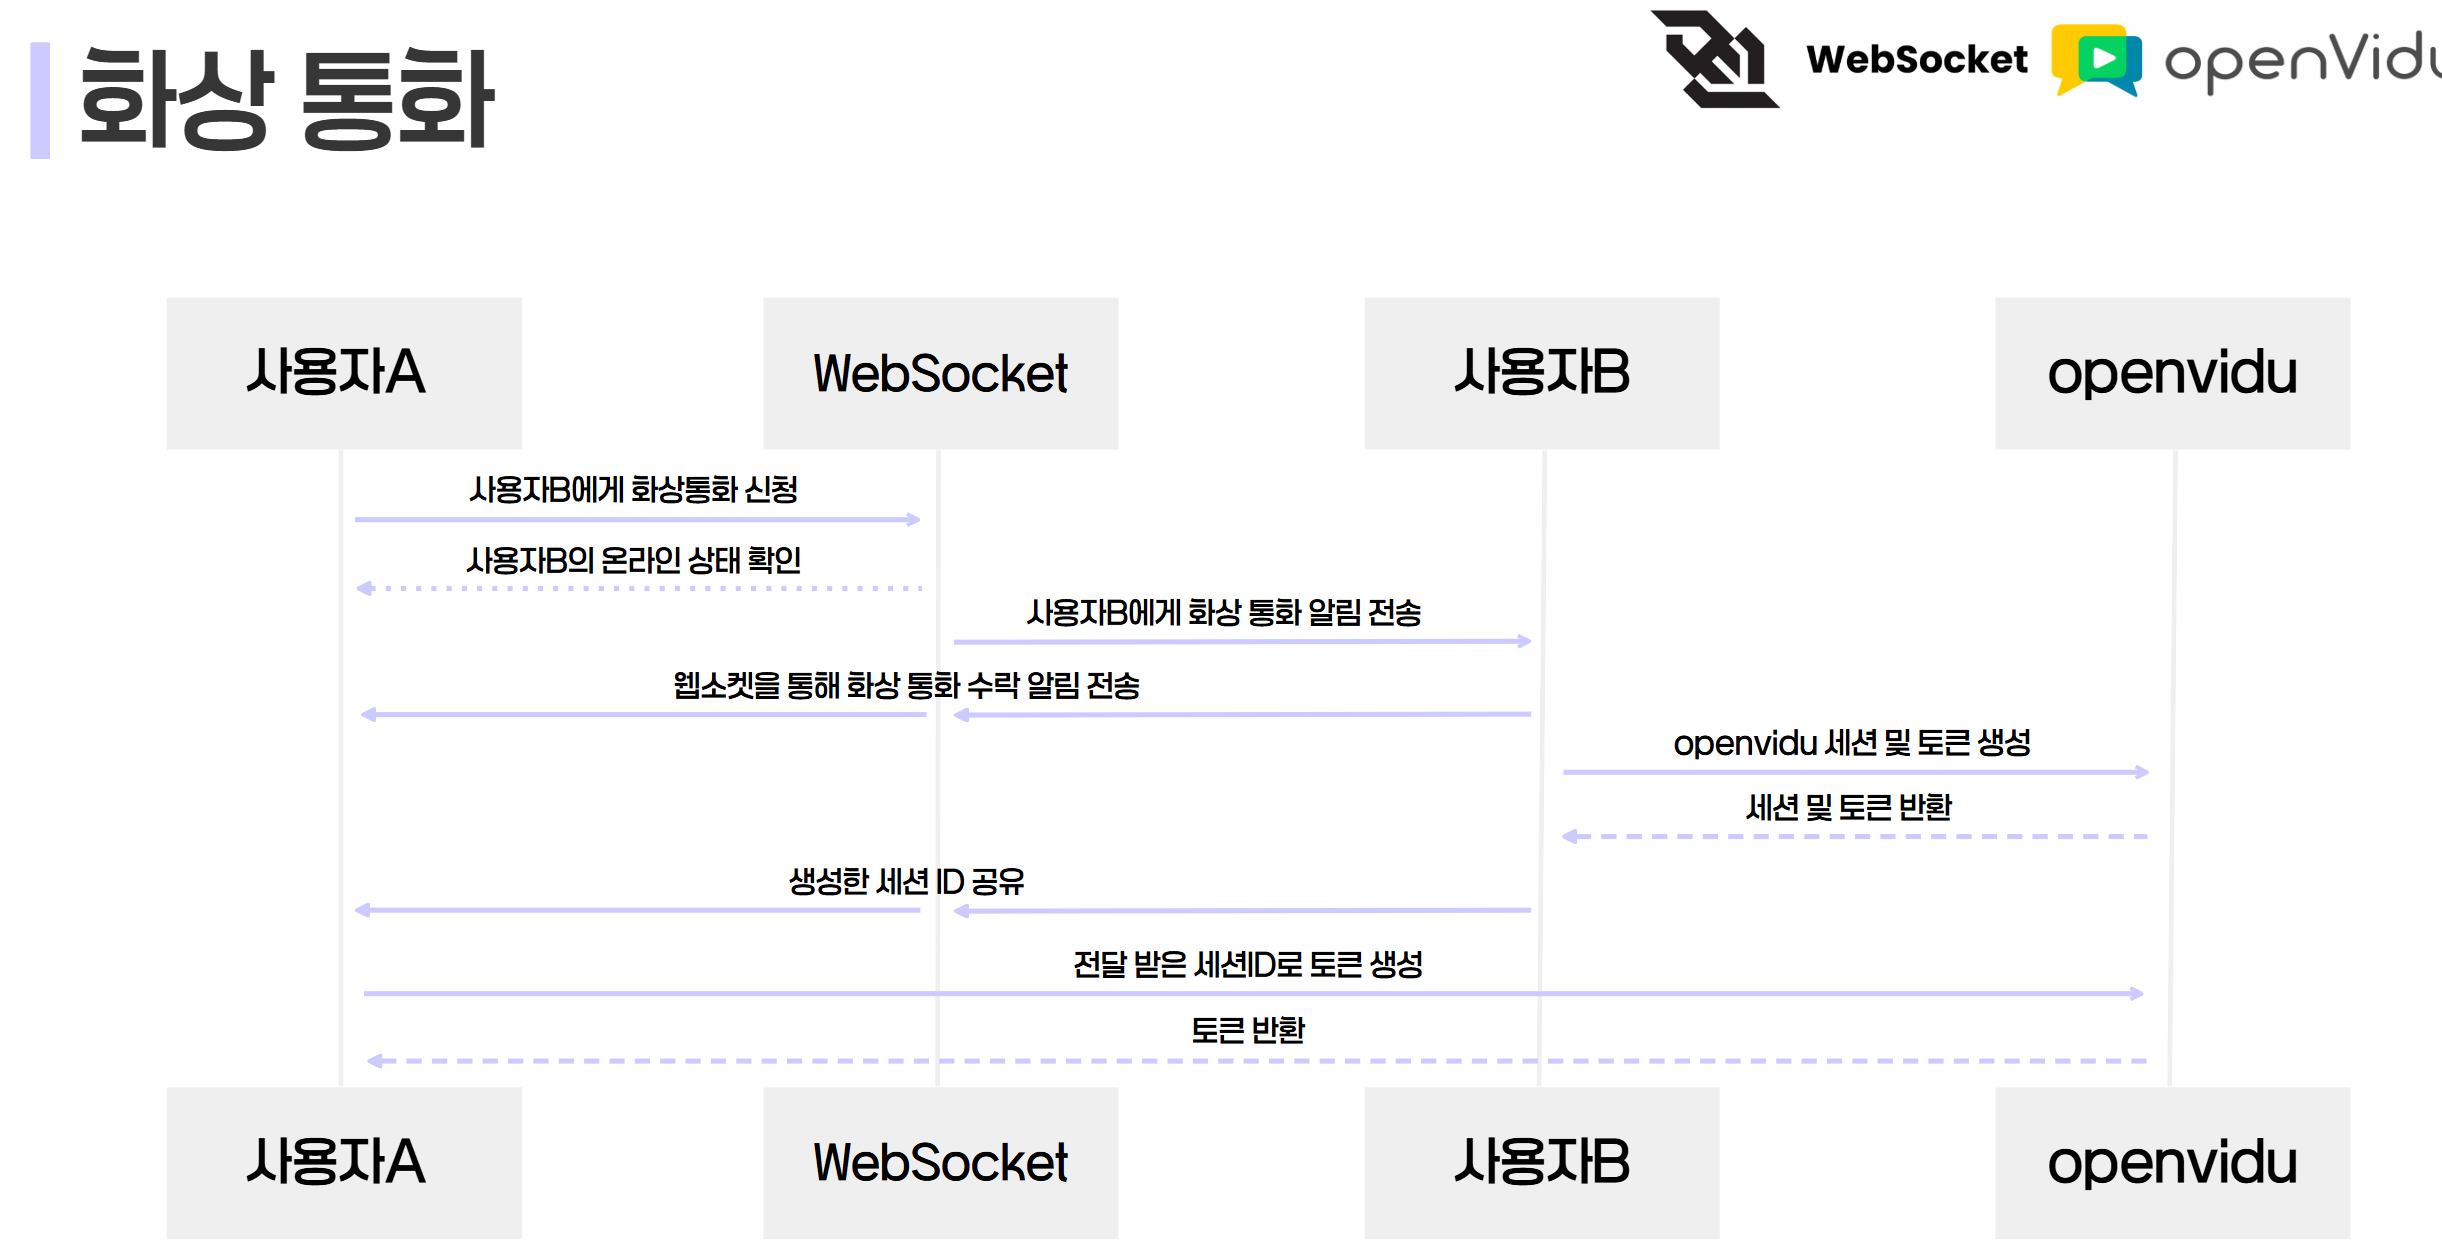 화상 통화
WebSocket
openVidu
사용자A
WebSocket
사용자B
openvidu
사용자B에게 화상통화 신청
사용자B의 온라인 상태 확인
사용자B에게 화상 통화 알림 전송
웹소켓을 통해 화상 통화 수락 알림 전송
openvidu 세션 및 토큰 생성
세션 및 토큰 반환
생성한 세션 ID 공유
전달 받은 세션ID로 토큰 생성
토큰 반환
사용자A
WebSocket
사용자B
openvidu